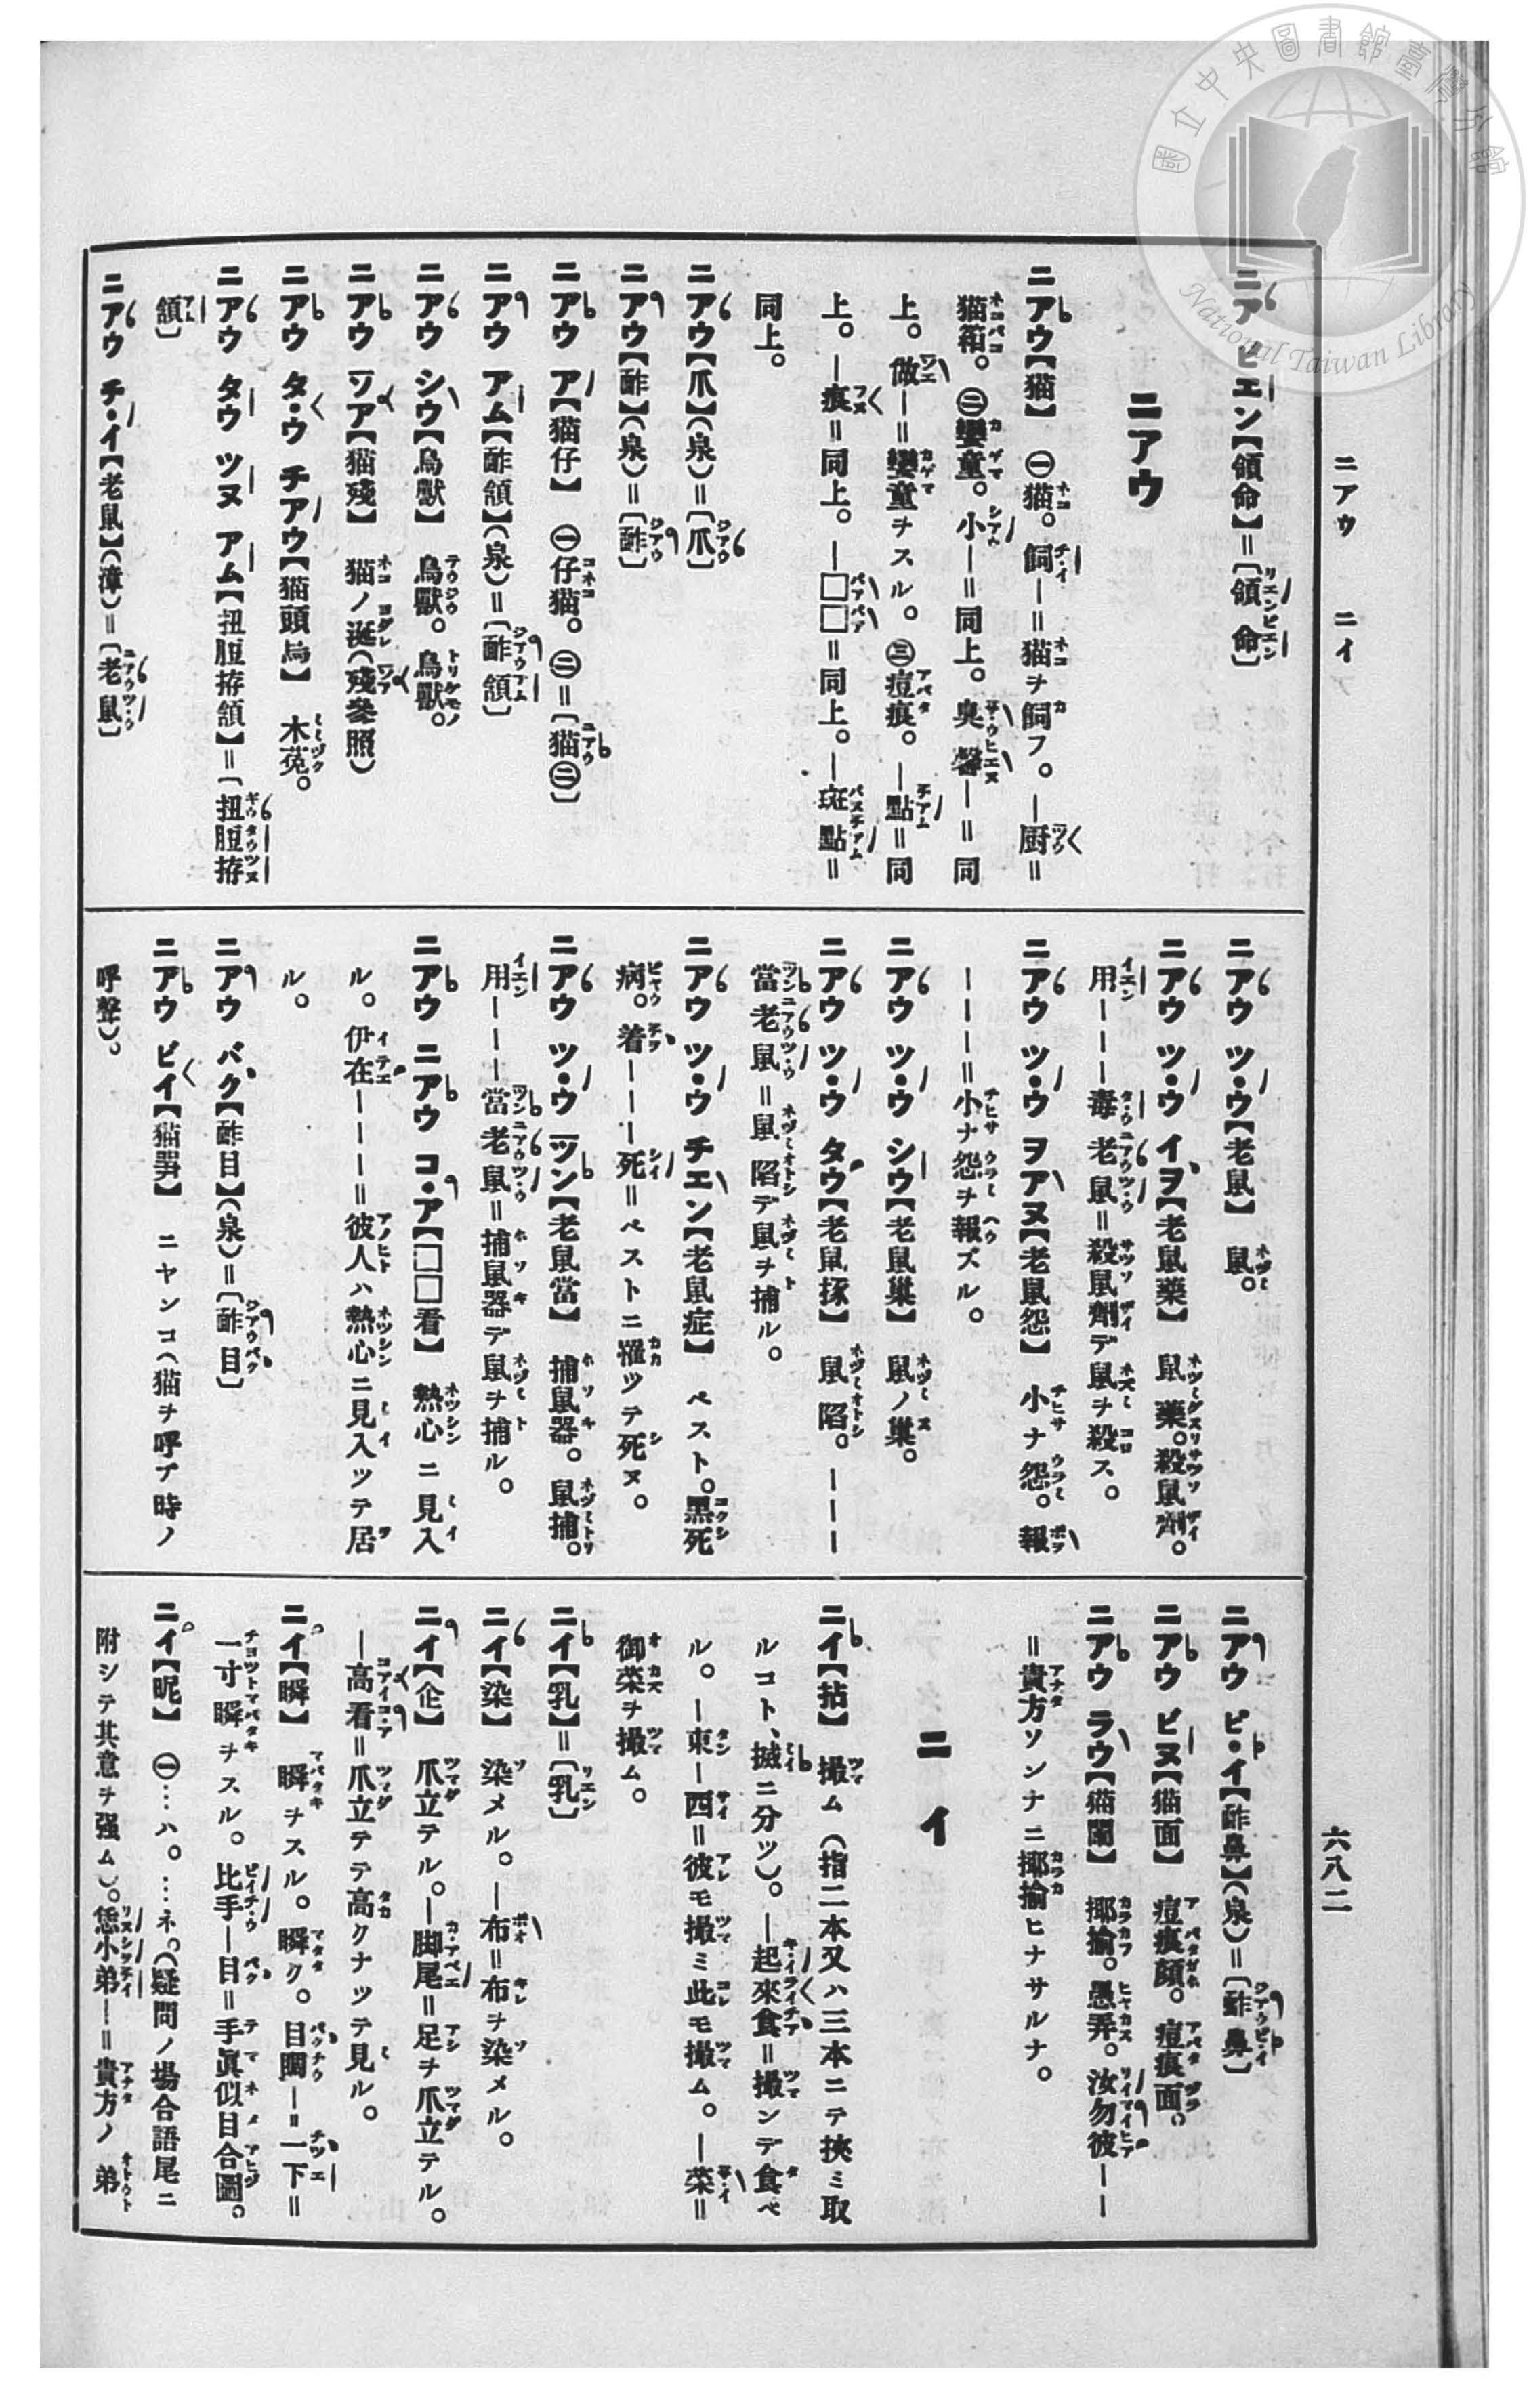 ニアウ ニイ
六八二
ニア ビエン【領命】=〔領命〕
ニアウ
ニアウ【猫】 ㊀猫。飼―=猫ヲ飼フ。―厨=
猫箱。㊁孌童。小―=同上。臭馨――=同
上。做―=孌童ヲスル。㊂痘痕。―點=同
上。―痕=同上。―□□=同上。―斑點=
同上。
ニアウ【爪】(泉)=〔爪〕
ニアウ【酢】(泉)=〔酢〕
ニアウ ア【猫仔】 ㊀仔猫。㊁=〔猫㊁〕
ニアウ アム【酢頷】(泉)=〔酢頷〕
ニアウ シウ【鳥獸】 鳥獸。鳥獸。
ニアウ ツア【猫殘】 猫ノ涎(殘參照)
ニアウ タ・ウ チアウ【猫頭鳥】 木菟。
ニアウ タウ ツヌ アム【扭脰拵頷】=〔扭脰拵
頷〕
ニアウ チ・イ【老鼠】(漳)=〔老鼠〕
ニアウ ツ・ウ【老鼠】 鼠。
ニアウ ツ・ウ イヲ【老鼠藥】 鼠藥。殺鼠劑。
用―――毒老鼠=殺鼠劑デ鼠ヲ殺ス。
ニアウ ツ・ウ ヲアヌ【老鼠怨】 小ナ怨。報
――――=小ナ怨ヲ報ズル。
ニアウ ツ・ウ シウ【老鼠巢】 鼠ノ巢。
ニアウ ツ・ウ タウ【老鼠㧻】 鼠陷。―――
當老鼠=鼠陷デ鼠ヲ捕ル。
ニアウ ツ・ウ チエン【老鼠症】 ペスト。黑死
病。着―――死=ペストニ罹ツテ死ヌ。
ニアウ ツ・ウ ツン【老鼠當】 捕鼠器。鼠捕。
用―――當老鼠=捕鼠器デ鼠ヲ捕ル。
ニアウ ニアウ コ・ア【□□看】 熱心ニ見入
ル。伊在――――=彼人ハ熱心ニ見入ツテ居
ル。
ニアウ バク【酢目】(泉)=〔酢目〕
ニアウ ビイ【猫】 ニヤンコ(猫ヲ呼ブ時ノ
呼聲)。
ニアウ ピ・イ【酢鼻】(泉)=〔酢鼻〕
ニアウ ビヌ【猫面】 痘痕顏。痘痕面。
ニアウ ラウ【猫鬧】 揶揄。愚弄。汝勿彼――
=貴方ソンナニ揶揄ヒナサルナ。
ニイ
ニイ【拈】 撮ム(指二本又ハ三本ニテ挾ミ取
ルコト、搣ニ分ツ)。―起來食=撮ンデ食ベ
ル。―東―西=彼モ撮ミ此モ撮ム。―菜=
御菜ヲ撮ム。
ニイ【乳】=〔乳〕
ニイ【染】 染メル。―布=布ヲ染メル。
ニイ【企】 爪立テル。―脚尾=足ヲ爪立テル。
―高看=爪立テテ高クナツテ見ル。
ニイ【瞬】 瞬ヲスル。瞬ク。目睭―=一下=
一寸瞬ヲスル。比手―目=手眞似目合圖。
ニイ【呢】 ㊀…ハ。…ネ。(疑問ノ場合語尾ニ
附シテ其意ヲ强ム)。恁小弟―=貴方ノ弟
國立中央圖書館臺灣分館
National Taiwan Library